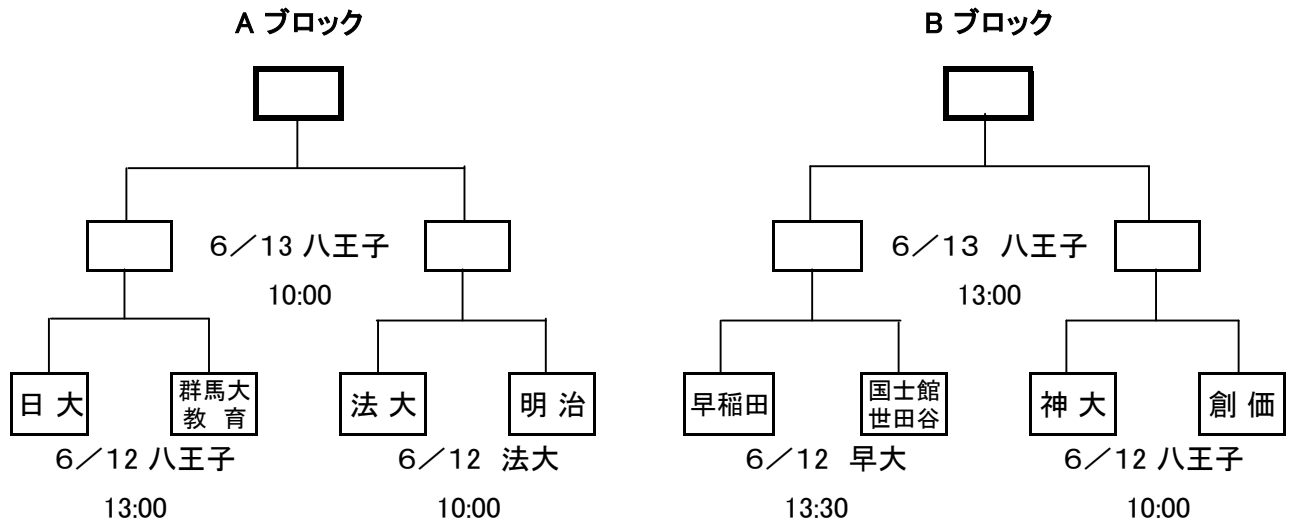 A ブロック
B ブロック
6／13 八王子
10:00
6／13 八王子
13:00
日 大
群馬大
教 育
法 大
明 治
早稲田
国士館
世田谷
神 大
創 価
6／12 八王子
13:00
6／12 法大
10:00
6／12 早大
13:30
6／12 八王子
10:00